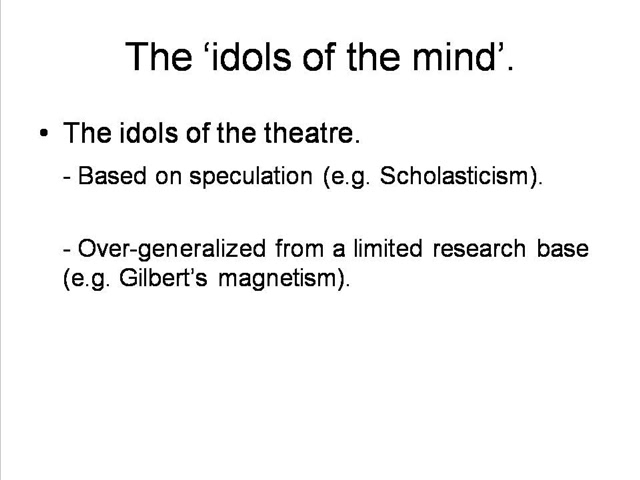 The ‘idols of the mind’.
• The idols of the theatre.
- Based on speculation (e.g. Scholasticism).
- Over-generalized from a limited research base
(e.g. Gilbert’s magnetism).